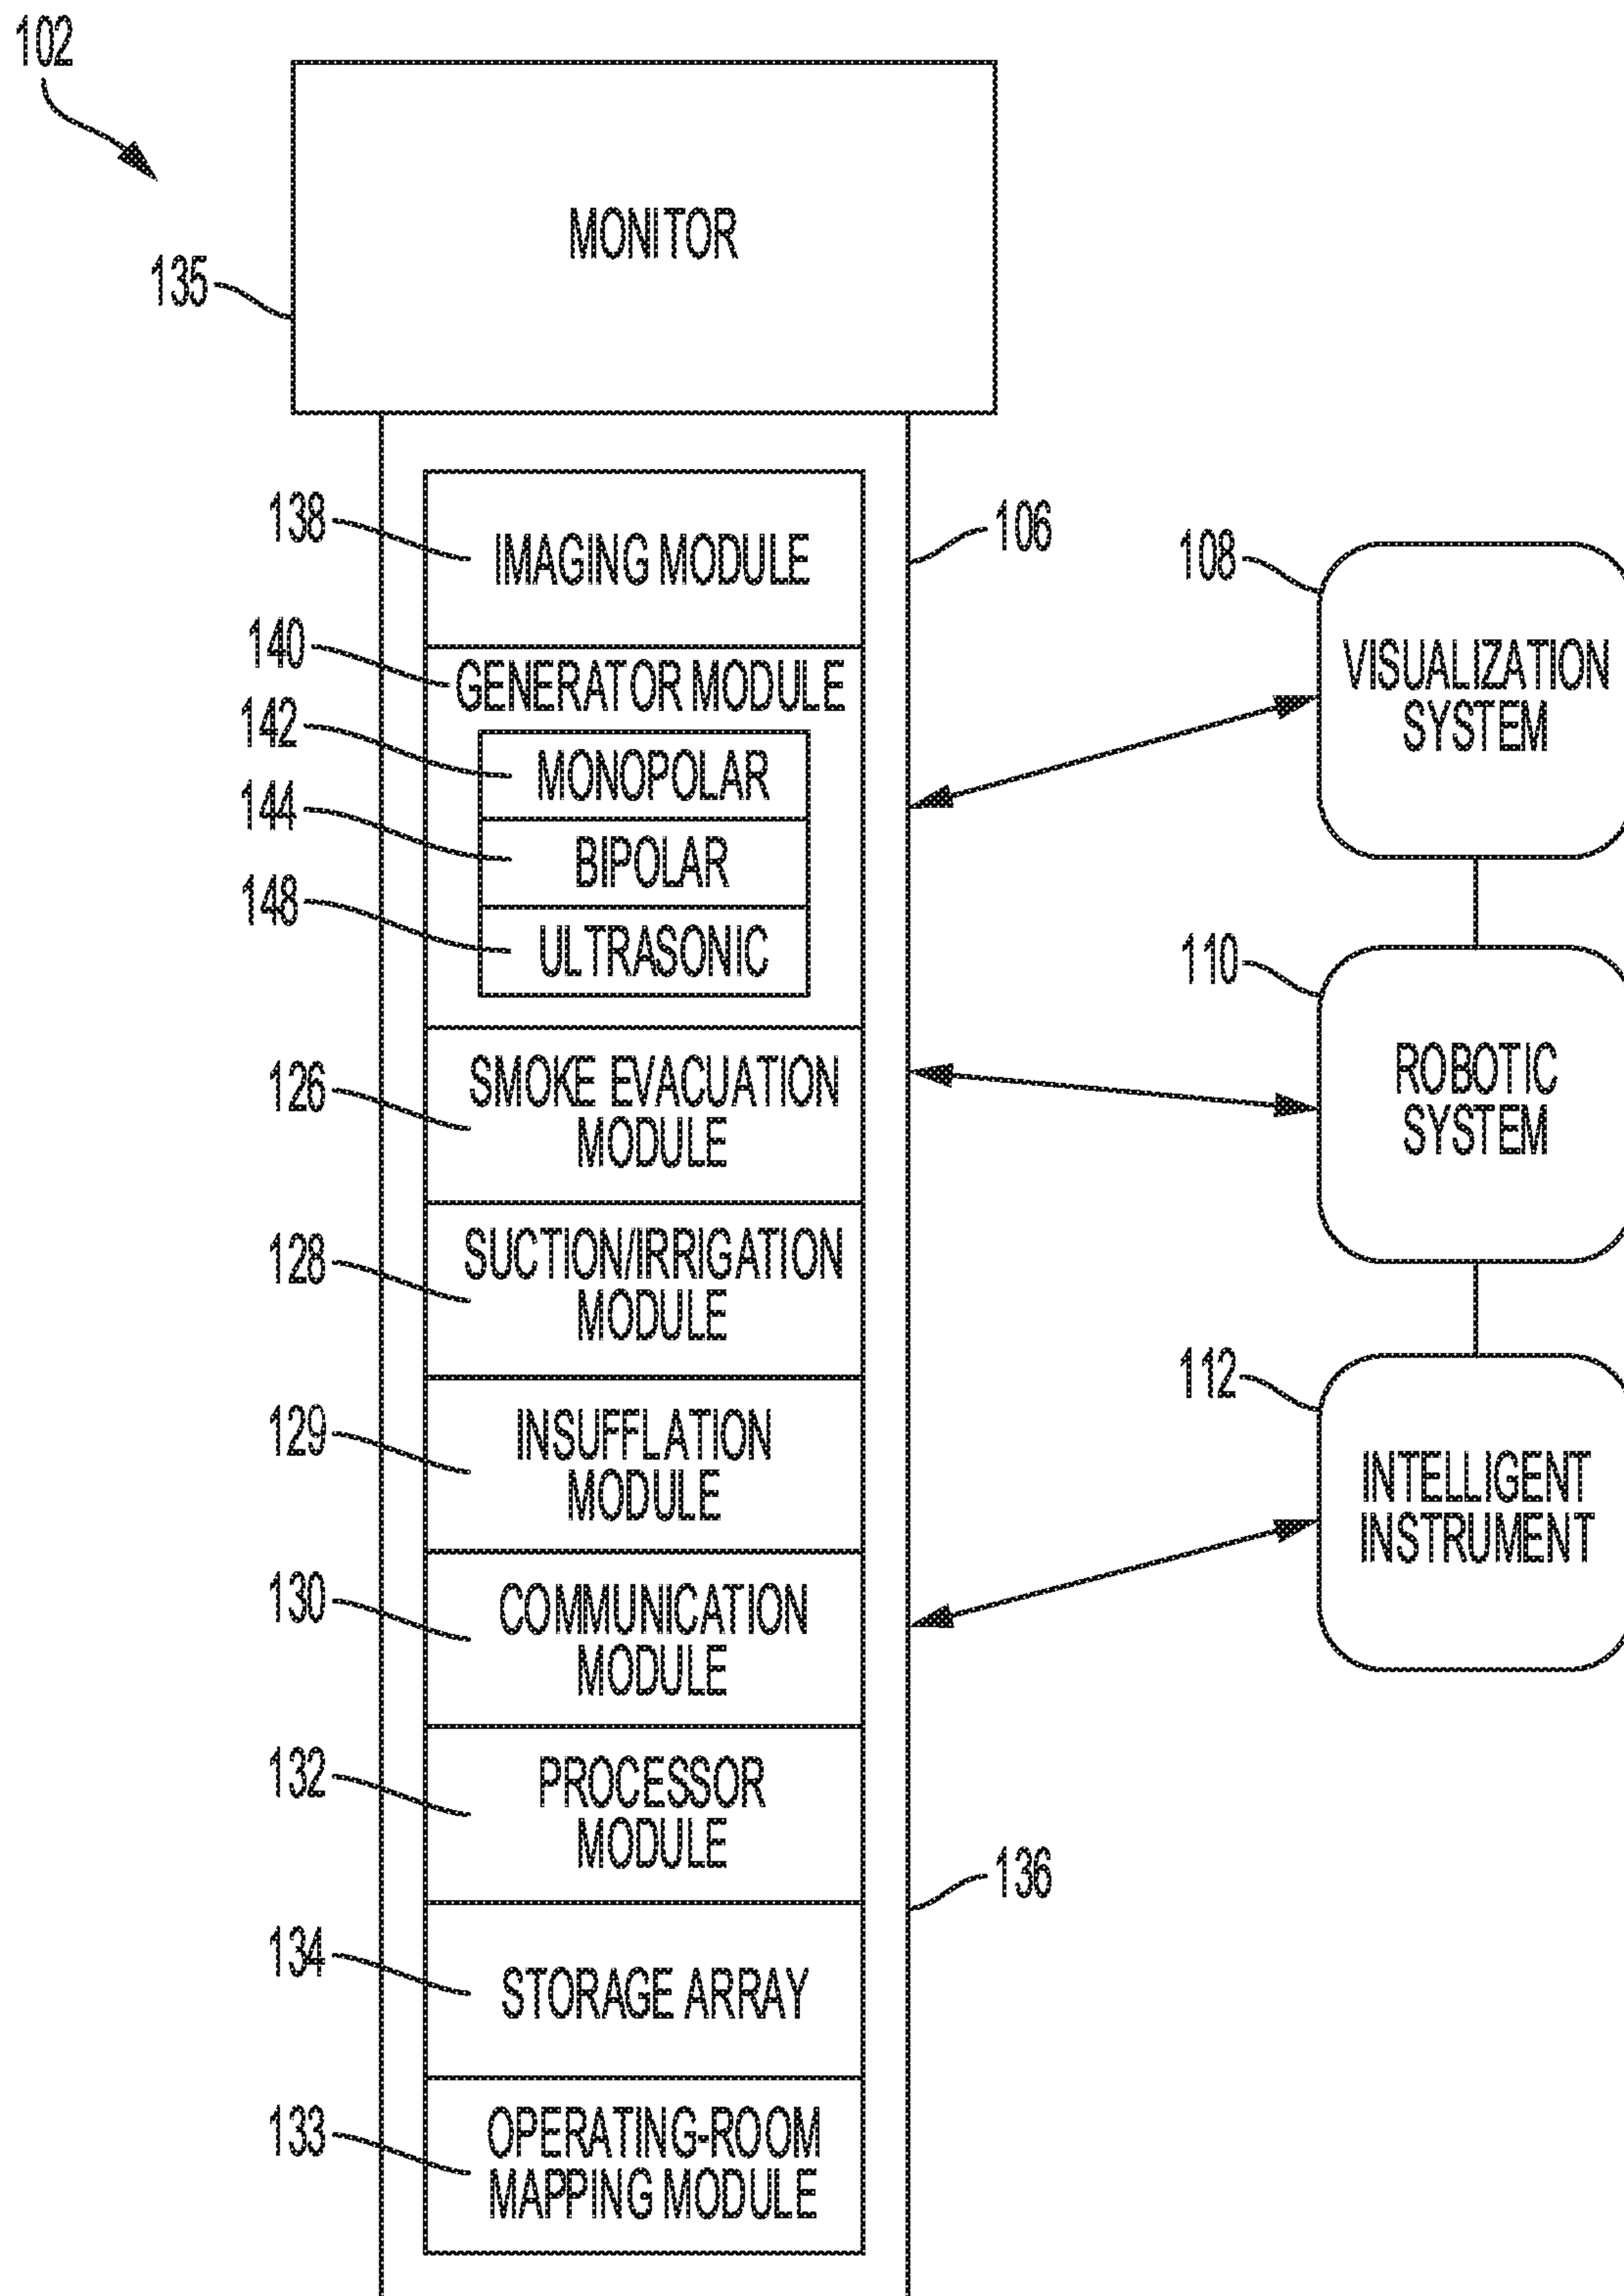 102
MONITOR
135
138
IMAGING MODULE
106
140
GENERATOR MODULE
142
MONOPOLAR
144
BIPOLAR
148
ULTRASONIC
126
SMOKE EVACUATION
MODULE
128
SUCTION/IRRIGATION
MODULE
129
INSUFFLATION
MODULE
130
COMMUNICATION
MODULE
132
PROCESSOR
MODULE
136
134
STORAGE ARRAY
133
OPERATING-ROOM
MAPPING MODULE
108
VISUALIZATION
SYSTEM
110
ROBOTIC
SYSTEM
112
INTELLIGENT
INSTRUMENT